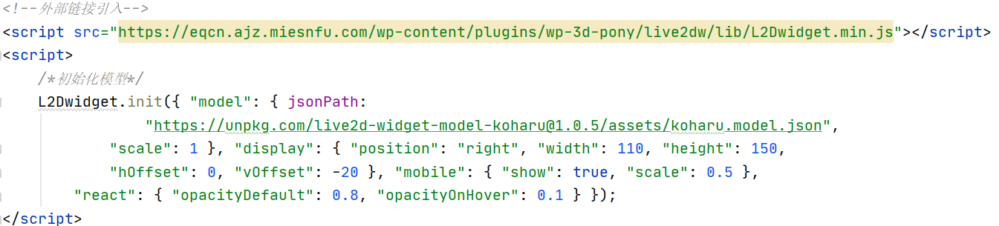 <!--外部链接引入-->
<script src="https://eqcn.ajz.miesnfu.com/wp-content/plugins/wp-3d-pony/live2dw/lib/L2Dwidget.min.js"></script>
<script>
    /*初始化模型*/
    L2Dwidget.init({ "model": { jsonPath:
                "https://unpkg.com/live2d-widget-model-koharu@1.0.5/assets/koharu.model.json",
            "scale": 1 }, "display": { "position": "right", "width": 110, "height": 150,
            "hOffset": 0, "vOffset": -20 }, "mobile": { "show": true, "scale": 0.5 },
        "react": { "opacityDefault": 0.8, "opacityOnHover": 0.1 } });
</script>